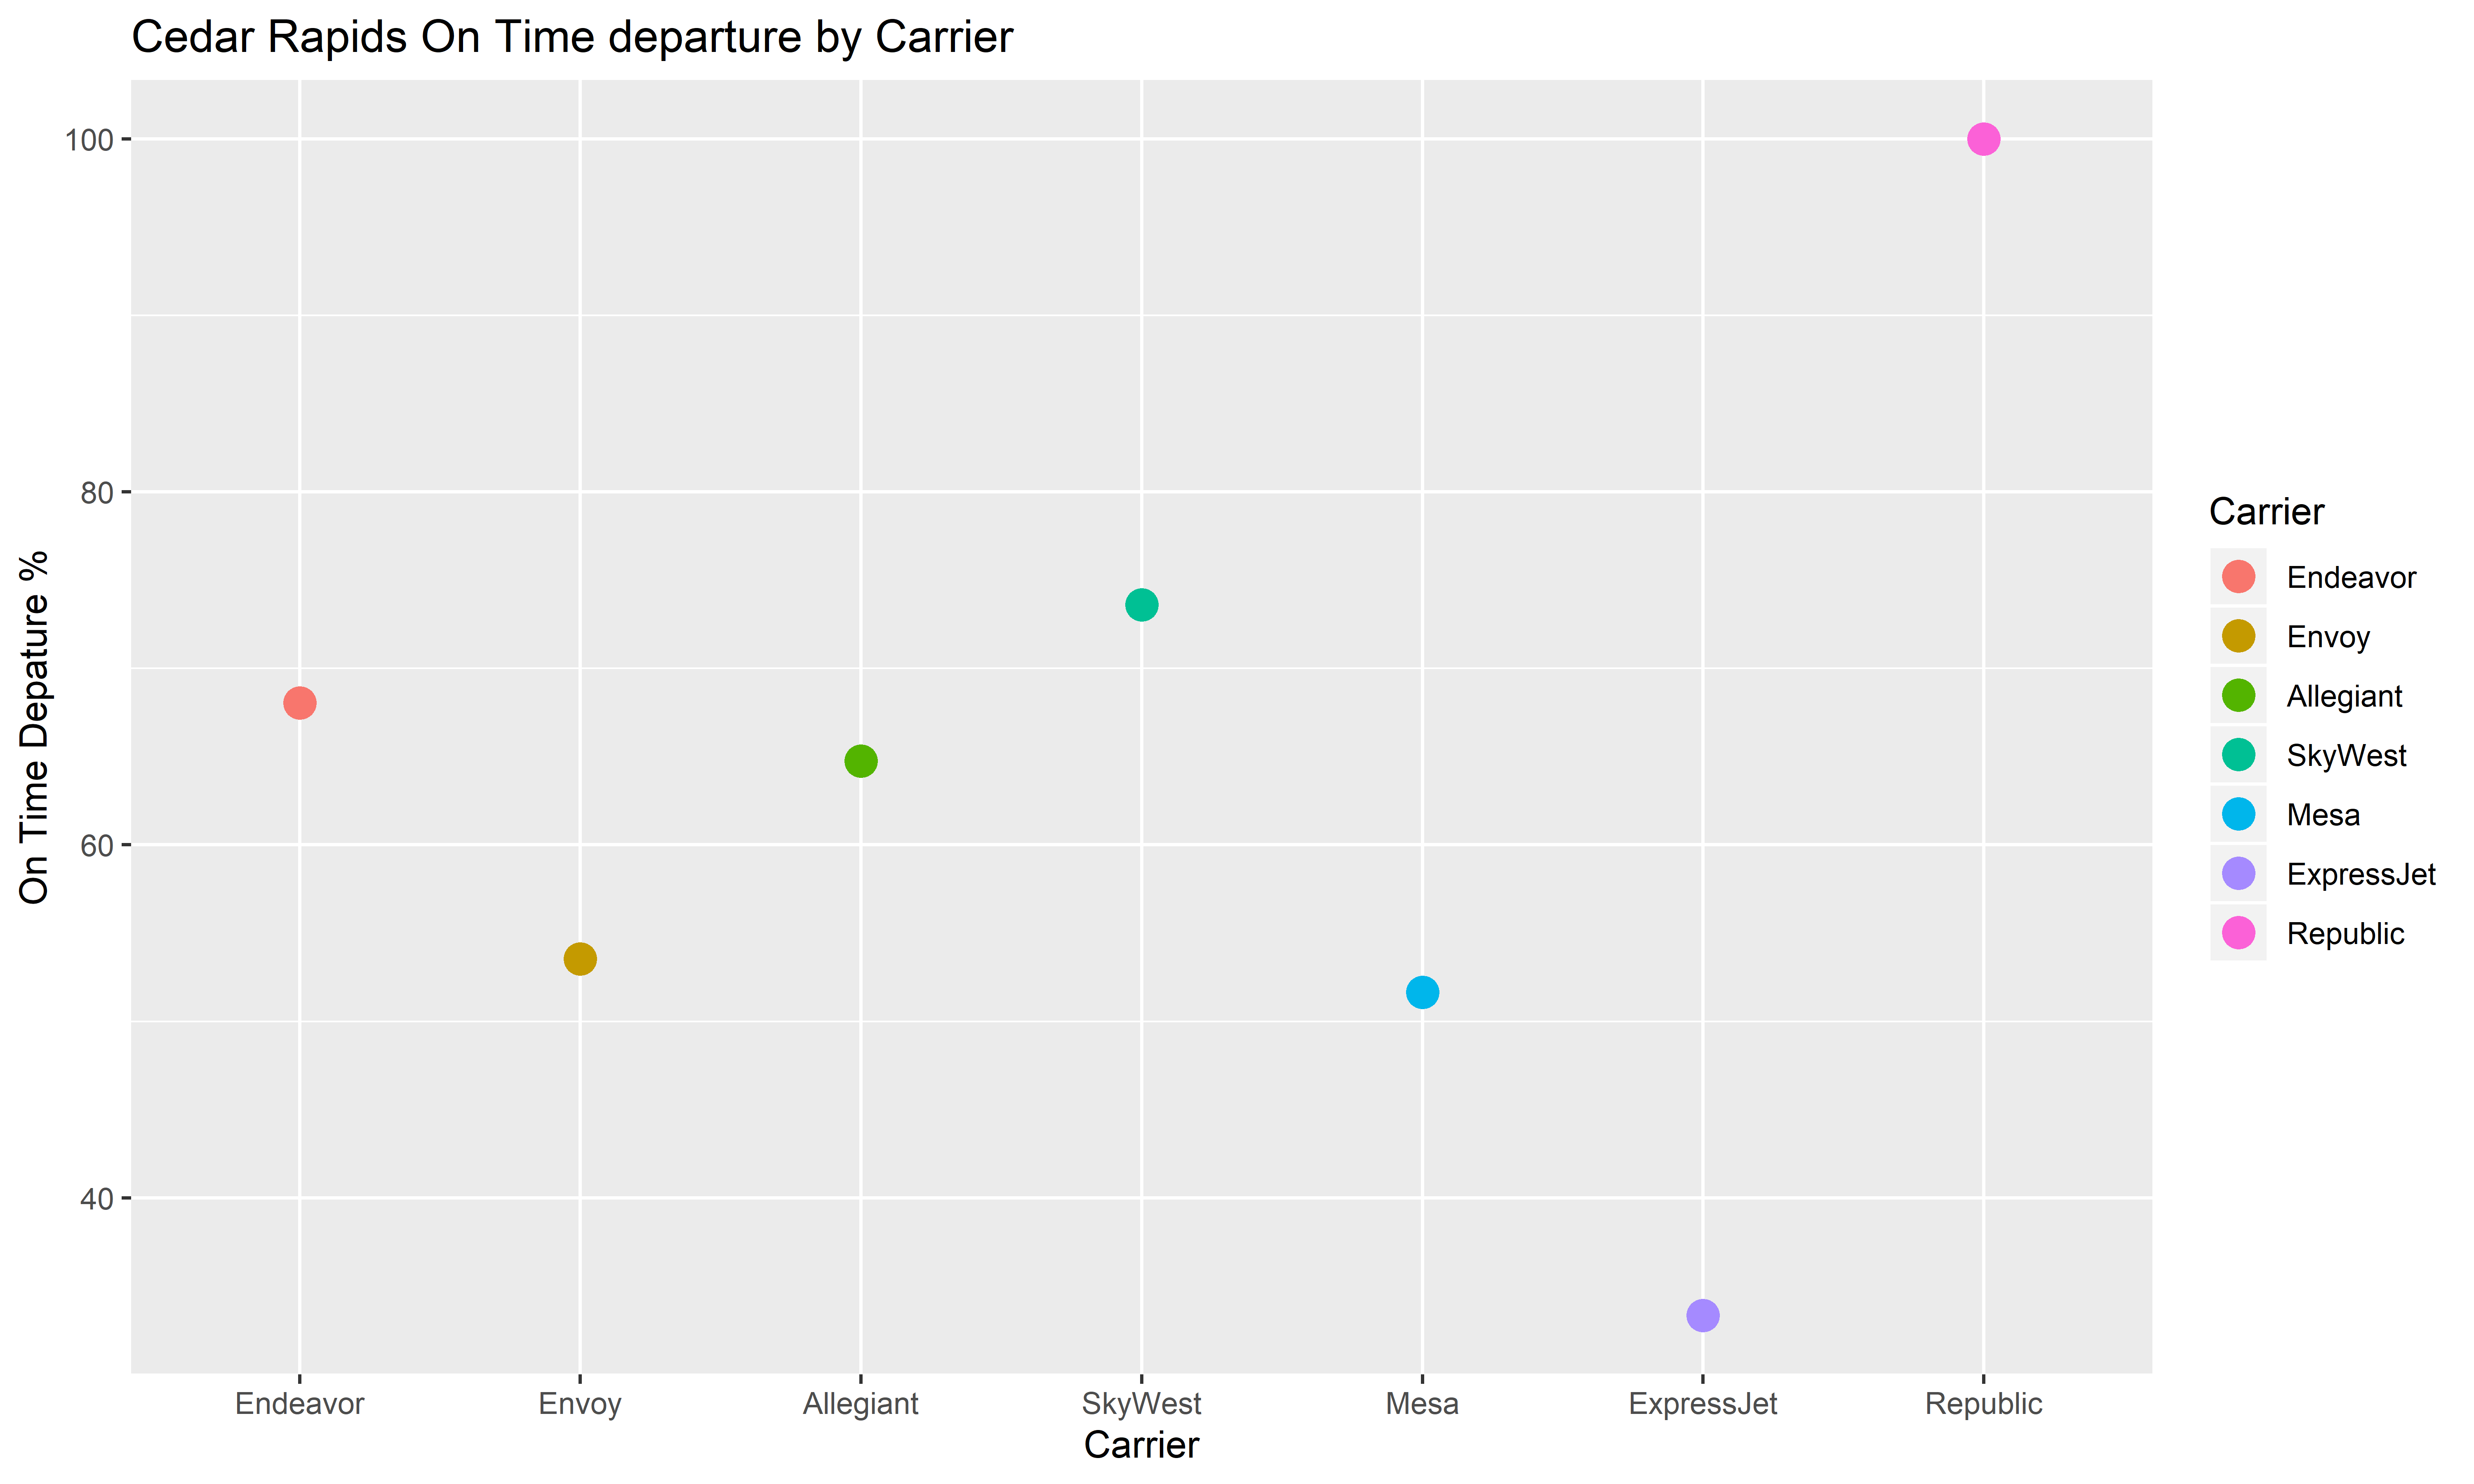 Cedar Rapids On Time departure by Carrier
On Time Depature %
100
80
60
40
Endeavor Envoy Allegiant SkyWest Mesa ExpressJet Republic
Carrier
Carrier
Endeavor
Envoy
Allegiant
SkyWest
Mesa
ExpressJet
Republic